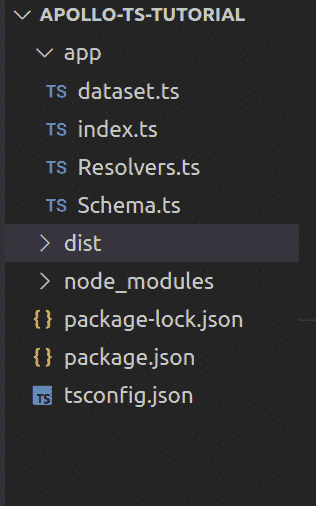 APOLLO-TS-TUTORIAL
app
TS dataset.ts
TS index.ts
TS Resolvers.ts
TS Schema.ts
dist
node_modules
{ } package-lock.json
{ } package.json
TS tsconfig.json